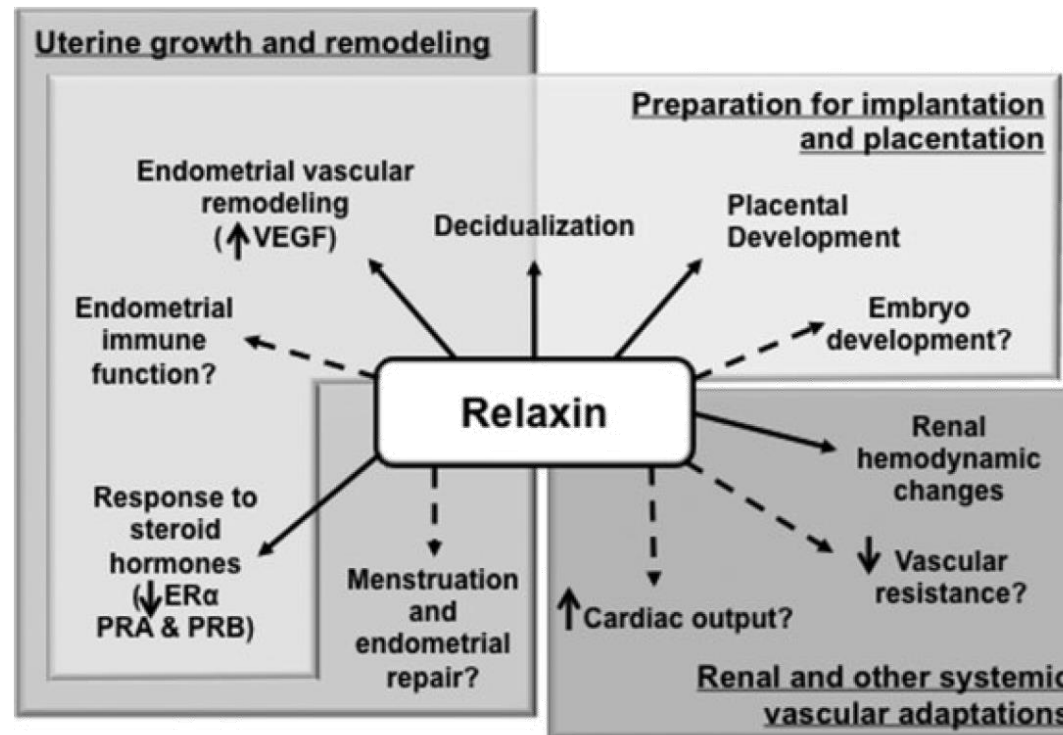 Uterine growth and remodeling
Preparation for implantation
and placentation
Endometrial vascular
remodeling
(↑ VEGF)
Decidualization
Placental
Development
Endometrial
immune
function?
Embryo
development?
Relaxin
Renal
hemodynamic
changes
Response to
steroid
hormones
(↓ERα
PRA & PRB)
Menstruation
and
endometrial
repair?
↑ Cardiac output?
↓ Vascular
resistance?
Renal and other systemic
vascular adaptations